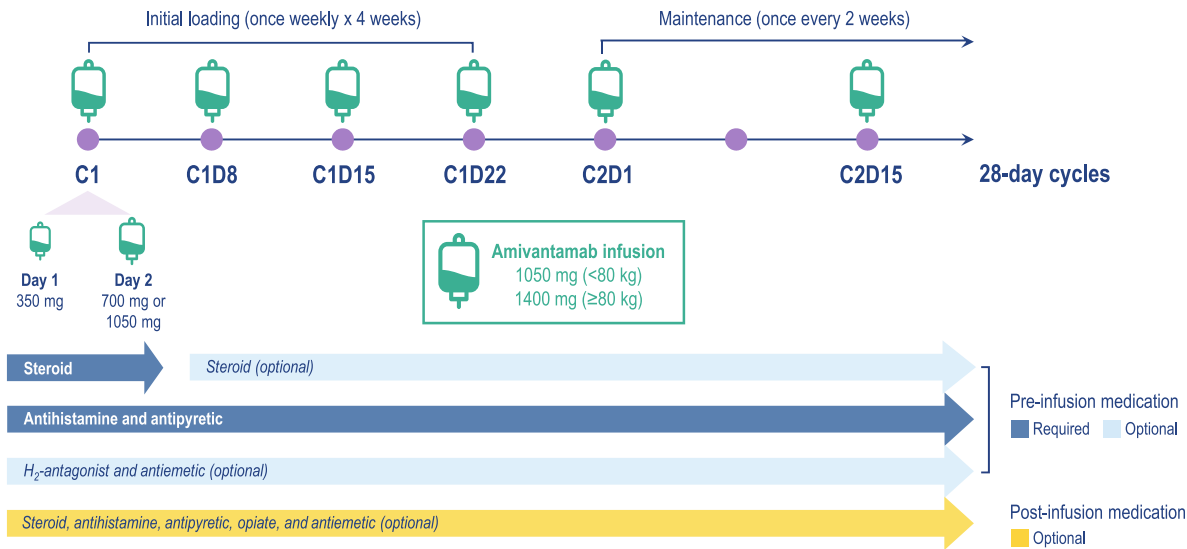 Initial loading (once weekly x 4 weeks)
Maintenance (once every 2 weeks)
C1
C1D8
C1D15
C1D22
C2D1
C2D15
28-day cycles
Day 1
350 mg
Day 2
700 mg or
1050 mg
Amivantamab infusion
1050 mg (<80 kg)
1400 mg (≥80 kg)
Steroid
Steroid (optional)
Antihistamine and antipyretic
H₂-antagonist and antiemetic (optional)
Pre-infusion medication
Required
Optional
Steroid, antihistamine, antipyretic, opiate, and antiemetic (optional)
Post-infusion medication
Optional